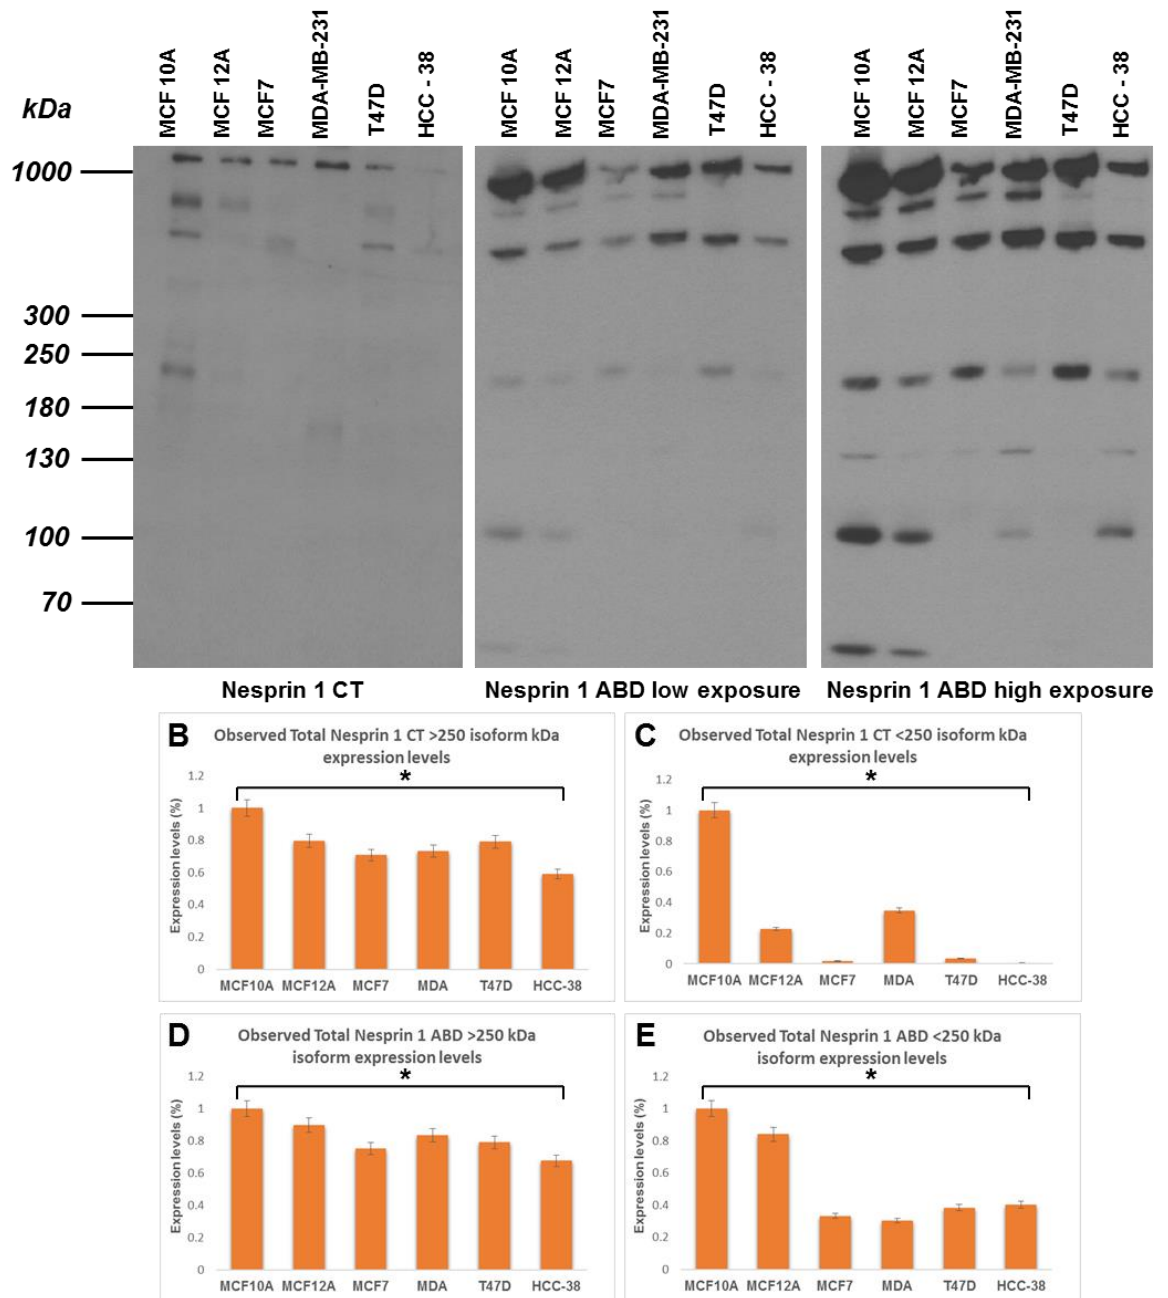 kDa
MCF 10A
MCF 12A
MCF7
MDA-MB-231
T47D
HCC - 38
MCF 10A
MCF 12A
MCF7
MDA-MB-231
T47D
HCC - 38
MCF 10A
MCF 12A
MCF7
MDA-MB-231
T47D
HCC - 38
1000
300
250
180
130
100
70
Nesprin 1 CT
Nesprin 1 ABD low exposure
Nesprin 1 ABD high exposure
B
Observed Total Nesprin 1 CT >250 isoform kDa
expression levels
*
Expression levels (%)
1.2
1
0.8
0.6
0.4
0.2
0
MCF10A MCF12A MCF7 MDA T47D HCC-38
C
Observed Total Nesprin 1 CT <250 isoform kDa
expression levels
*
Expression levels (%)
1.2
1
0.8
0.6
0.4
0.2
0
MCF10A MCF12A MCF7 MDA T47D HCC-38
D
Observed Total Nesprin 1 ABD >250 kDa
isoform expression levels
*
Expression levels (%)
1.2
1
0.8
0.6
0.4
0.2
0
MCF10A MCF12A MCF7 MDA T47D HCC-38
E
Observed Total Nesprin 1 ABD <250 kDa
isoform expression levels
*
Expression levels (%)
1.2
1
0.8
0.6
0.4
0.2
0
MCF10A MCF12A MCF7 MDA T47D HCC-38